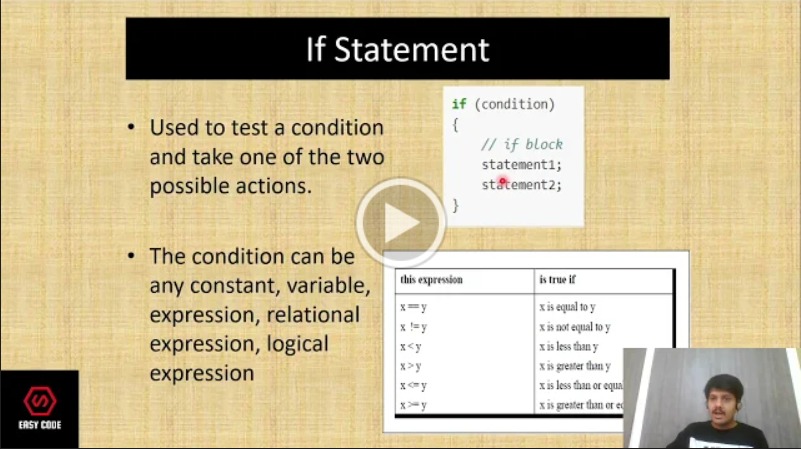 If Statement
• Used to test a condition
and take one of the two
possible actions.
• The condition can be
any constant, variable,
expression, relational
expression, logical
expression
if (condition)
{
// if block
statement1;
statement2;
}
this expression is true if
x == y x is equal to y
x != y x is not equal to y
x < y x is less than y
x > y x is greater than y
x <= y x is less than or
x >= y x is greater than or
EASY CODE